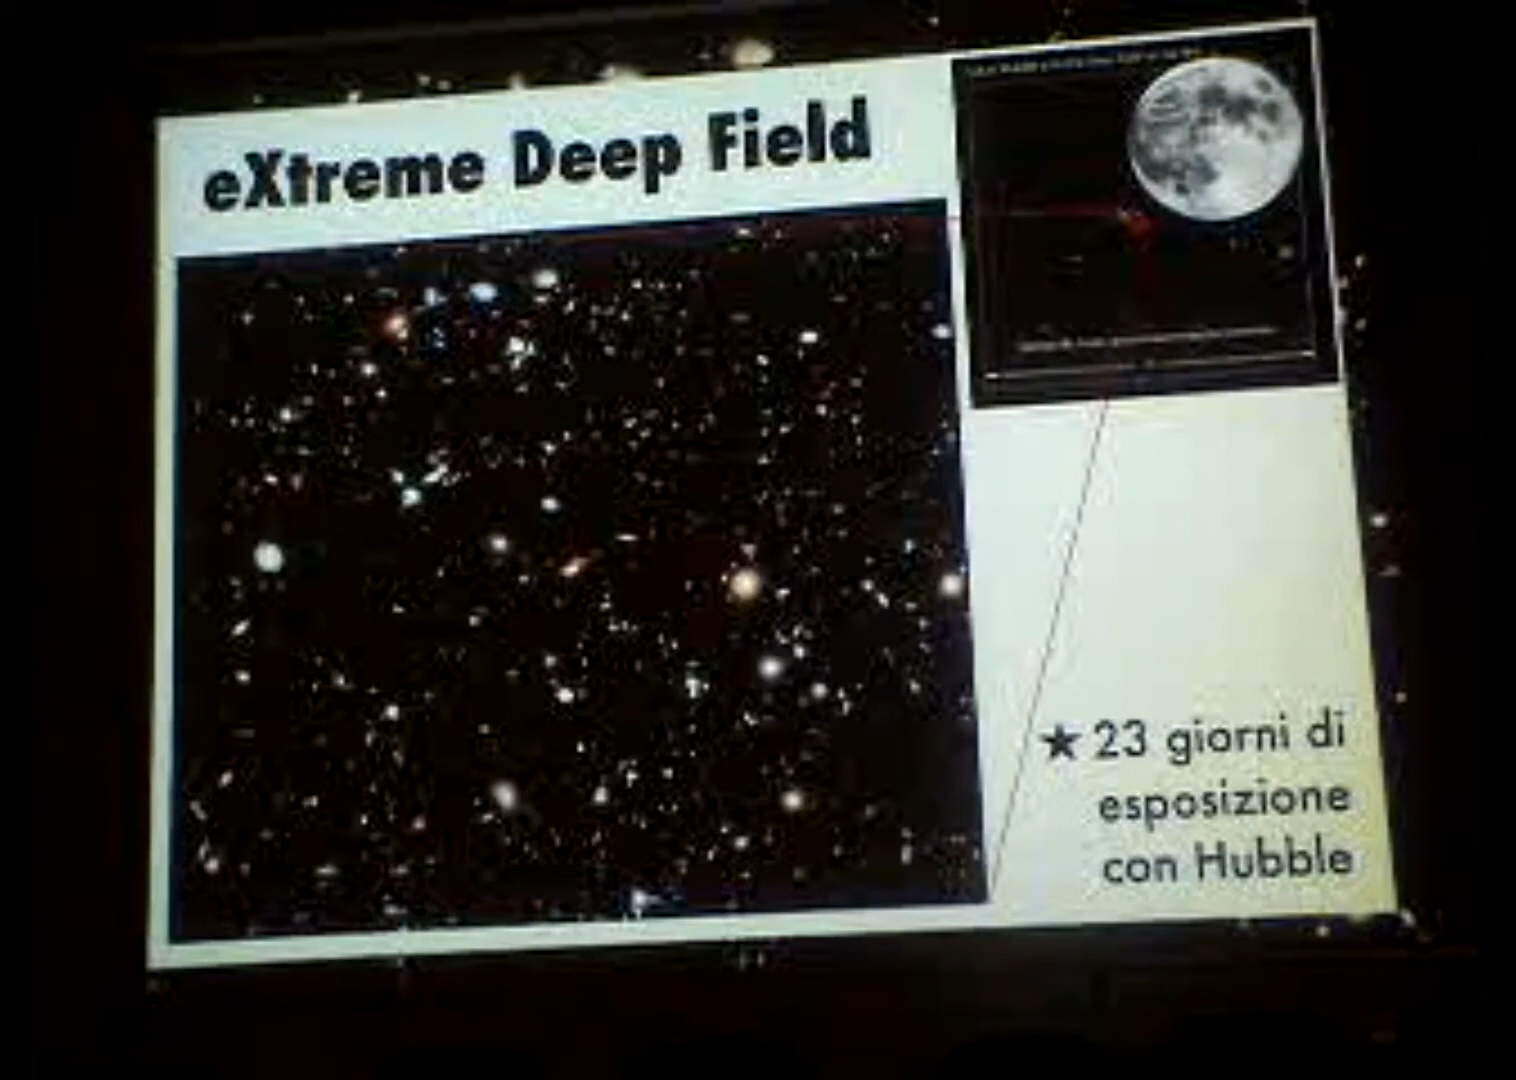 eXtreme Deep Field
★ 23 giorni di
esposizione
con Hubble